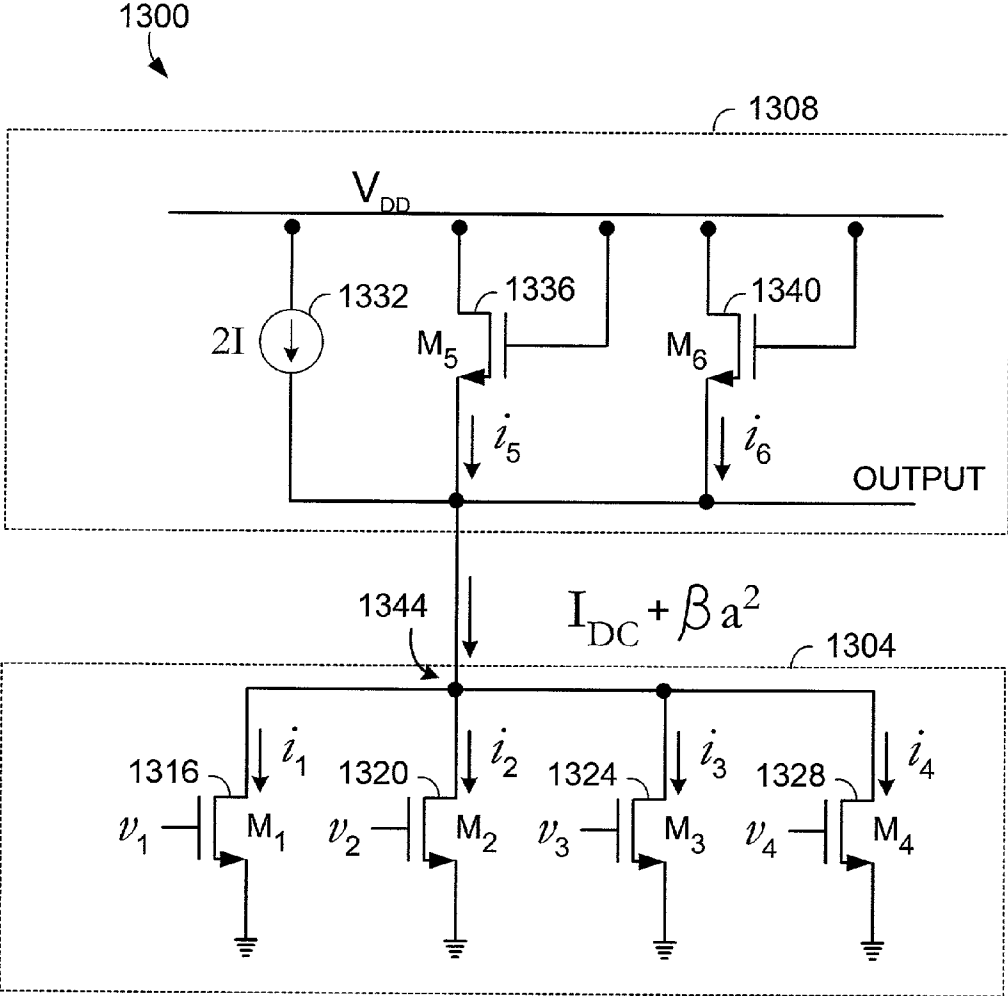 1300
1308
V_DD
1332
1336
1340
2I
M₅
M₆
i₅
i₆
OUTPUT
1344
I_DC + βa²
1304
i₁
i₂
i₃
i₄
1316
1320
1324
1328
v₁
M₁
v₂
M₂
v₃
M₃
v₄
M₄